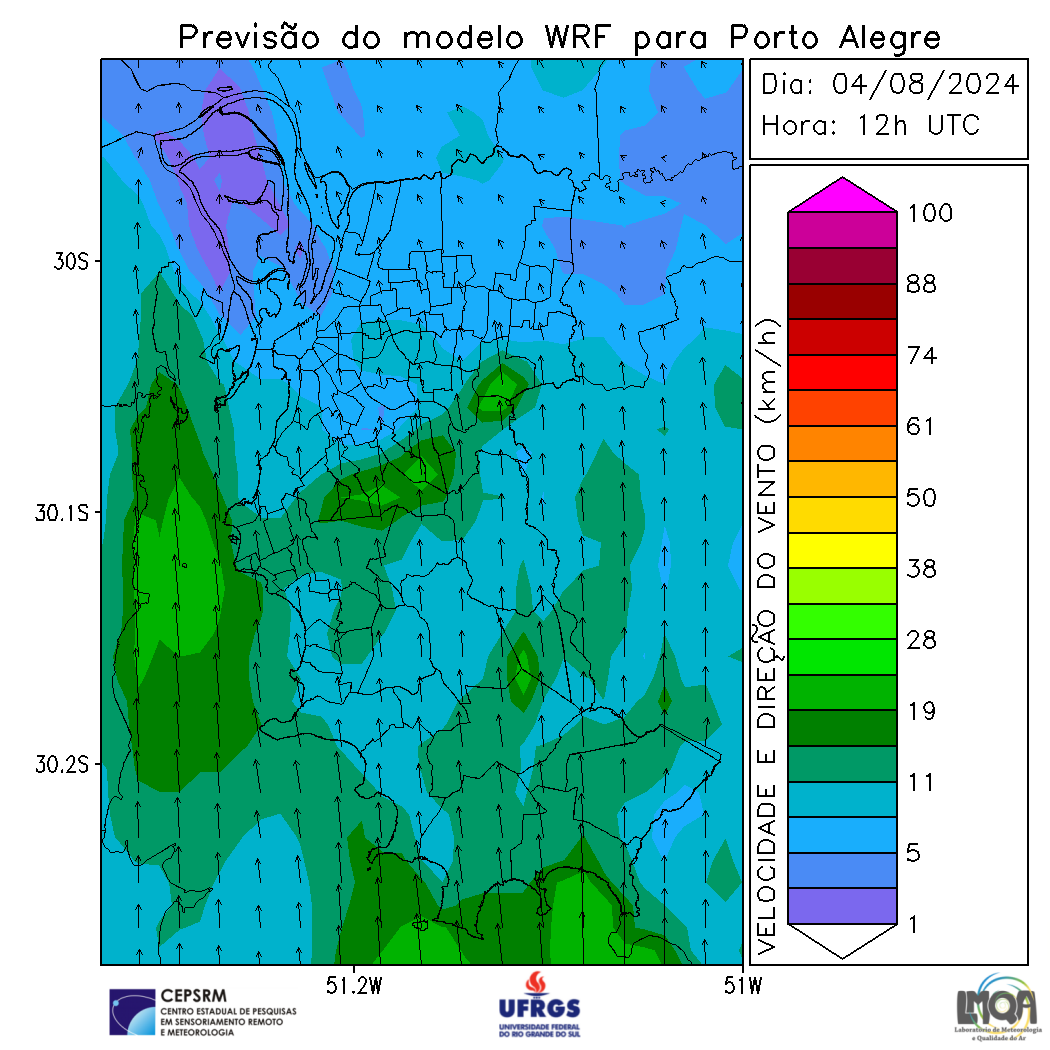 Previsão do modelo WRF para Porto Alegre
Dia: 04/08/2024
Hora: 12h UTC
30S
30.1S
30.2S
51.2W
51W
VELOCIDADE E DIREÇÃO DO VENTO (km/h)
100
88
74
61
50
38
28
19
11
5
1
CEPSRM
CENTRO ESTADUAL DE PESQUISAS
EM SENSORIAMENTO REMOTO
E METEOROLOGIA
UFRGS
UNIVERSIDADE FEDERAL
DO RIO GRANDE DO SUL
LMQA
Laboratório de Meteorologia
e Qualidade do Ar